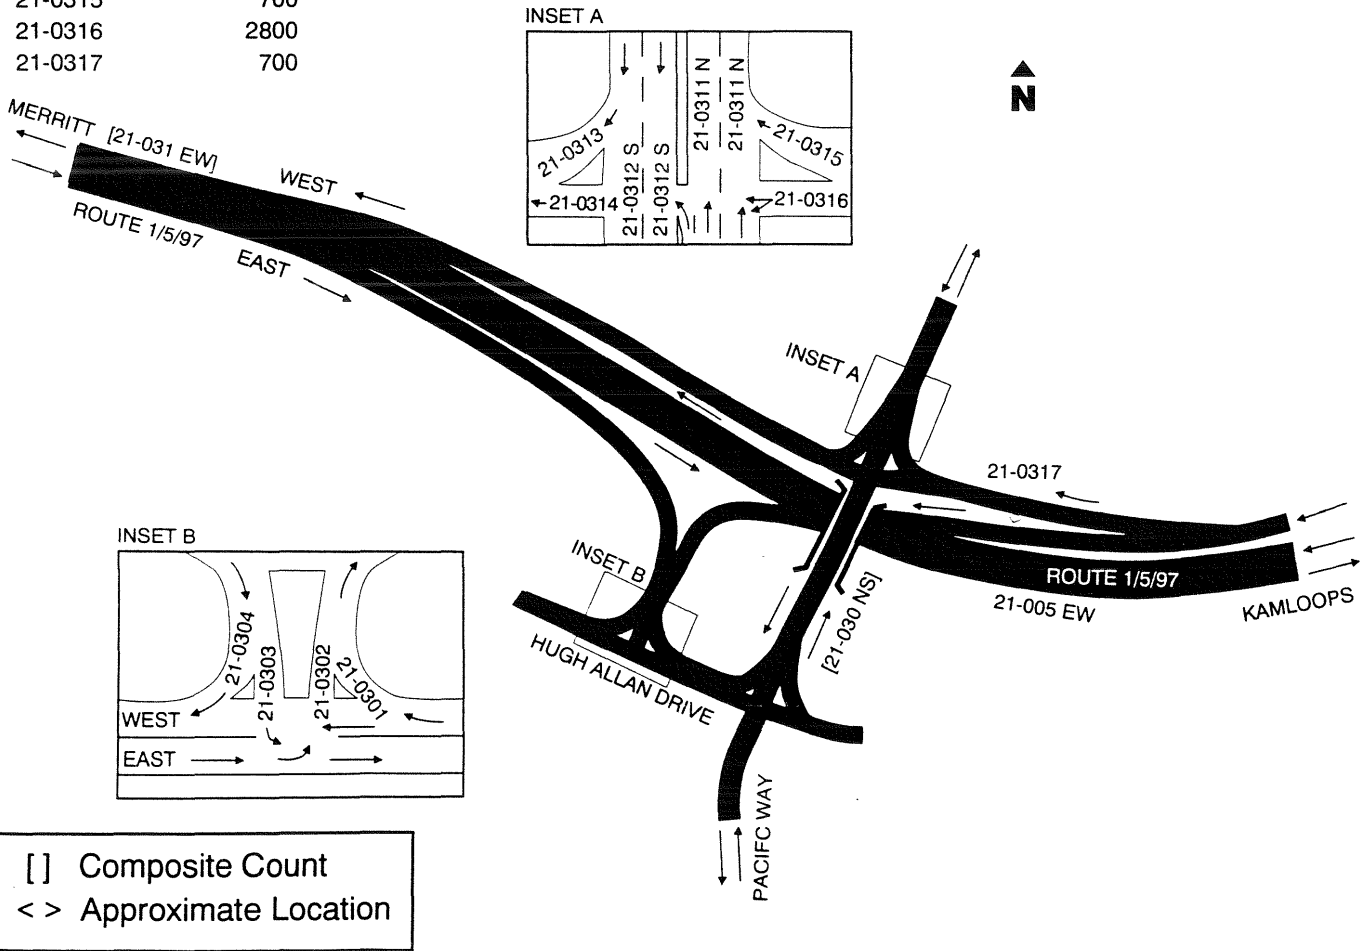 21-0315 700
21-0316 2800
21-0317 700
INSET A
21-0313
21-0312 S
21-0312 S
21-0311 N
21-0311 N
21-0315
21-0314
21-0316
N
MERRITT
[21-031 EW]
WEST
ROUTE 1/5/97
EAST
INSET A
21-0317
ROUTE 1/5/97
21-005 EW
KAMLOOPS
INSET B
[21-030 NS]
HUGH ALLAN DRIVE
PACIFC WAY
INSET B
21-0304
21-0303
21-0302
21-0301
WEST
EAST
[ ] Composite Count
< > Approximate Location